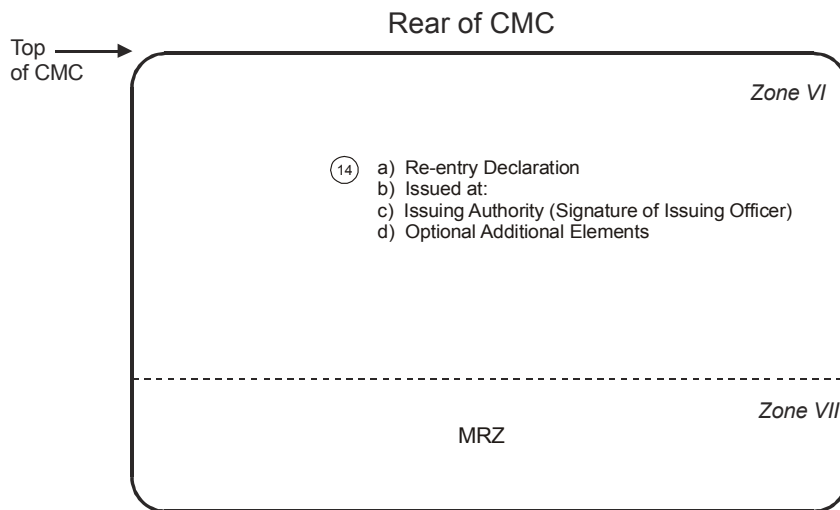 Rear of CMC
Top
of CMC
Zone VI
14 a) Re-entry Declaration
b) Issued at:
c) Issuing Authority (Signature of Issuing Officer)
d) Optional Additional Elements
Zone VII
MRZ